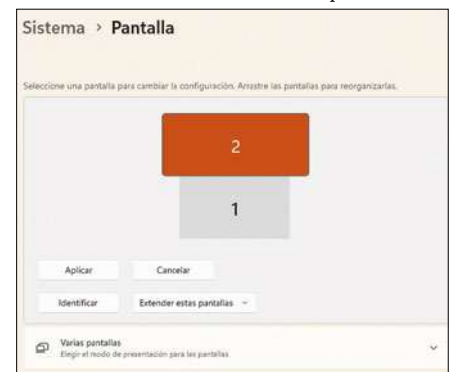 Sistema > Pantalla
Seleccione una pantalla para cambiar la configuración. Arrastre las pantallas para reorganizarlas.
2
1
Aplicar Cancelar
Identificar Extender estas pantallas
Varias pantallas
Elegir el modo de presentación para las pantallas